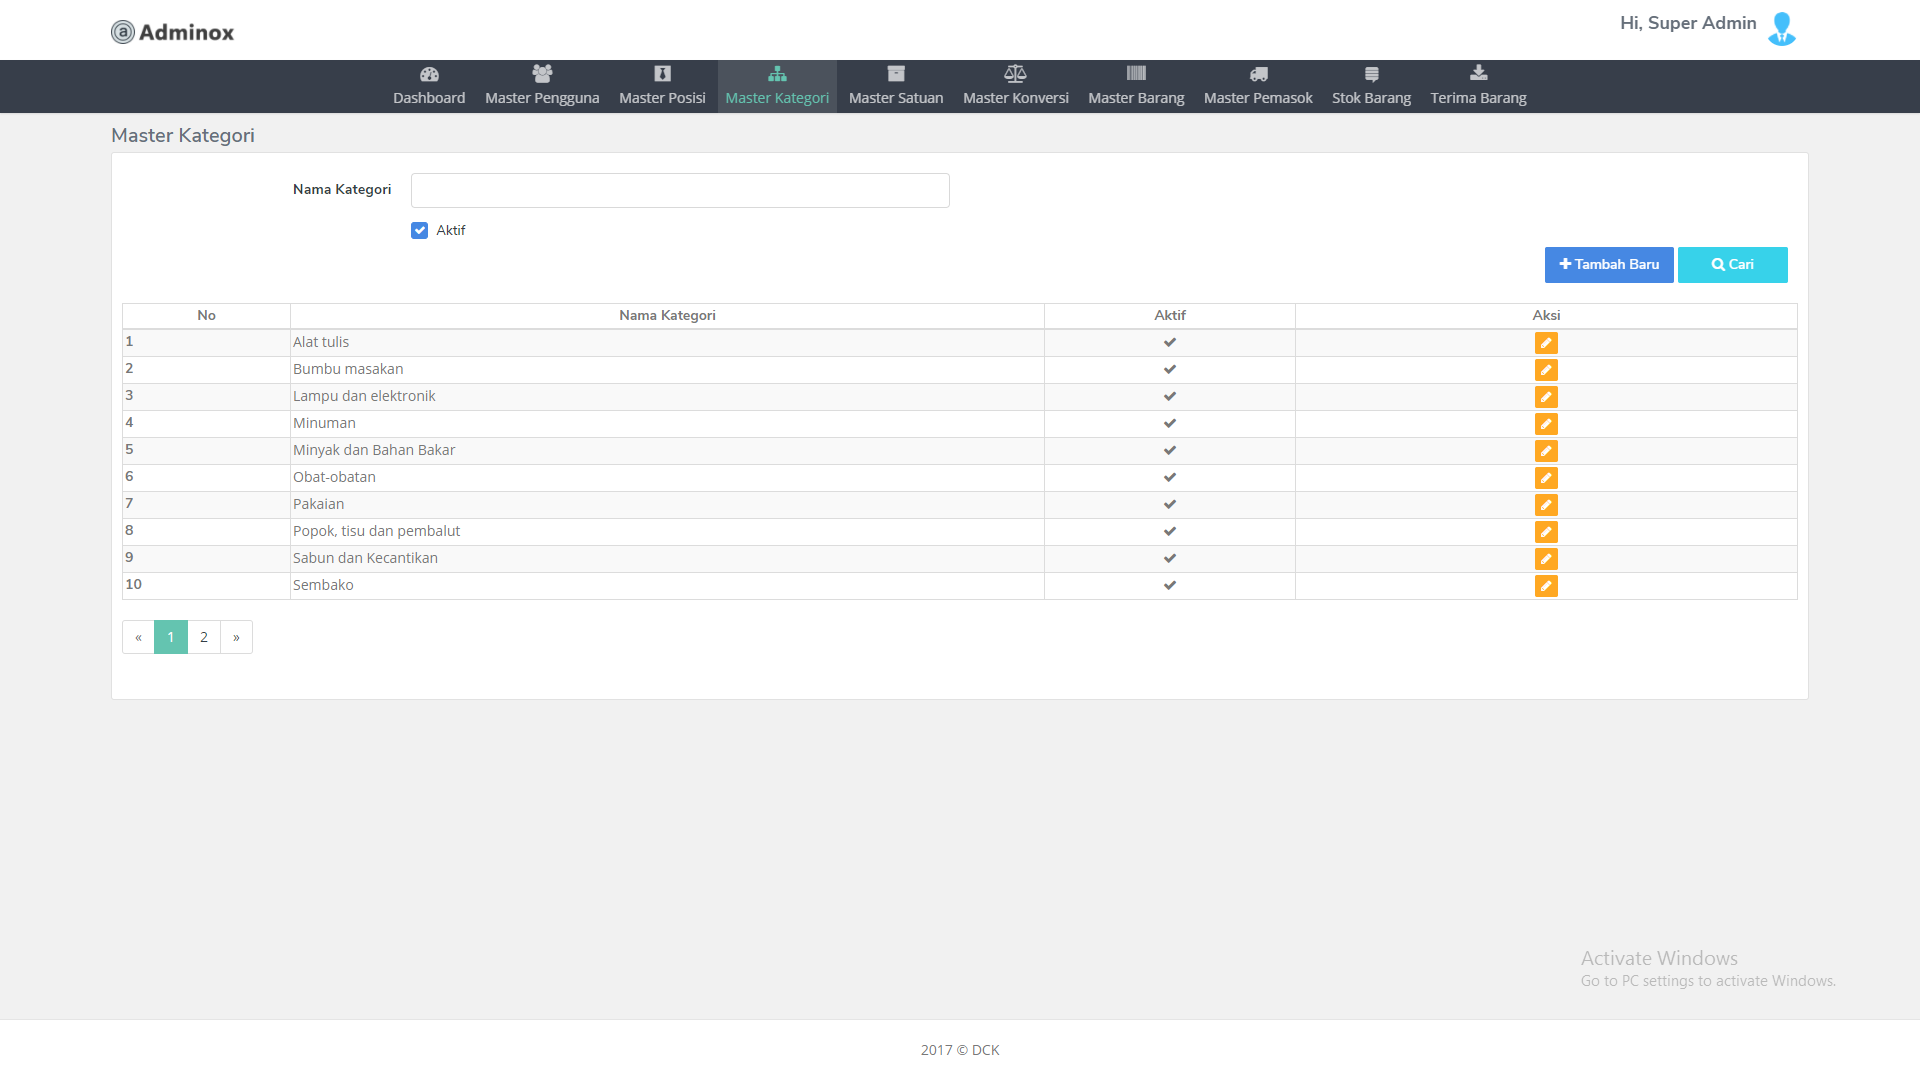 Adminox
Hi, Super Admin
Dashboard Master Pengguna Master Posisi Master Kategori Master Satuan Master Konversi Master Barang Master Pemasok Stok Barang Terima Barang
Master Kategori
Nama Kategori
Aktif
Tambah Baru Cari
No Nama Kategori Aktif Aksi
1 Alat tulis
2 Bumbu masakan
3 Lampu dan elektronik
4 Minuman
5 Minyak dan Bahan Bakar
6 Obat-obatan
7 Pakaian
8 Popok, tisu dan pembalut
9 Sabun dan Kecantikan
10 Sembako
« 1 2 »
Activate Windows
Go to PC settings to activate Windows.
2017 © DCK